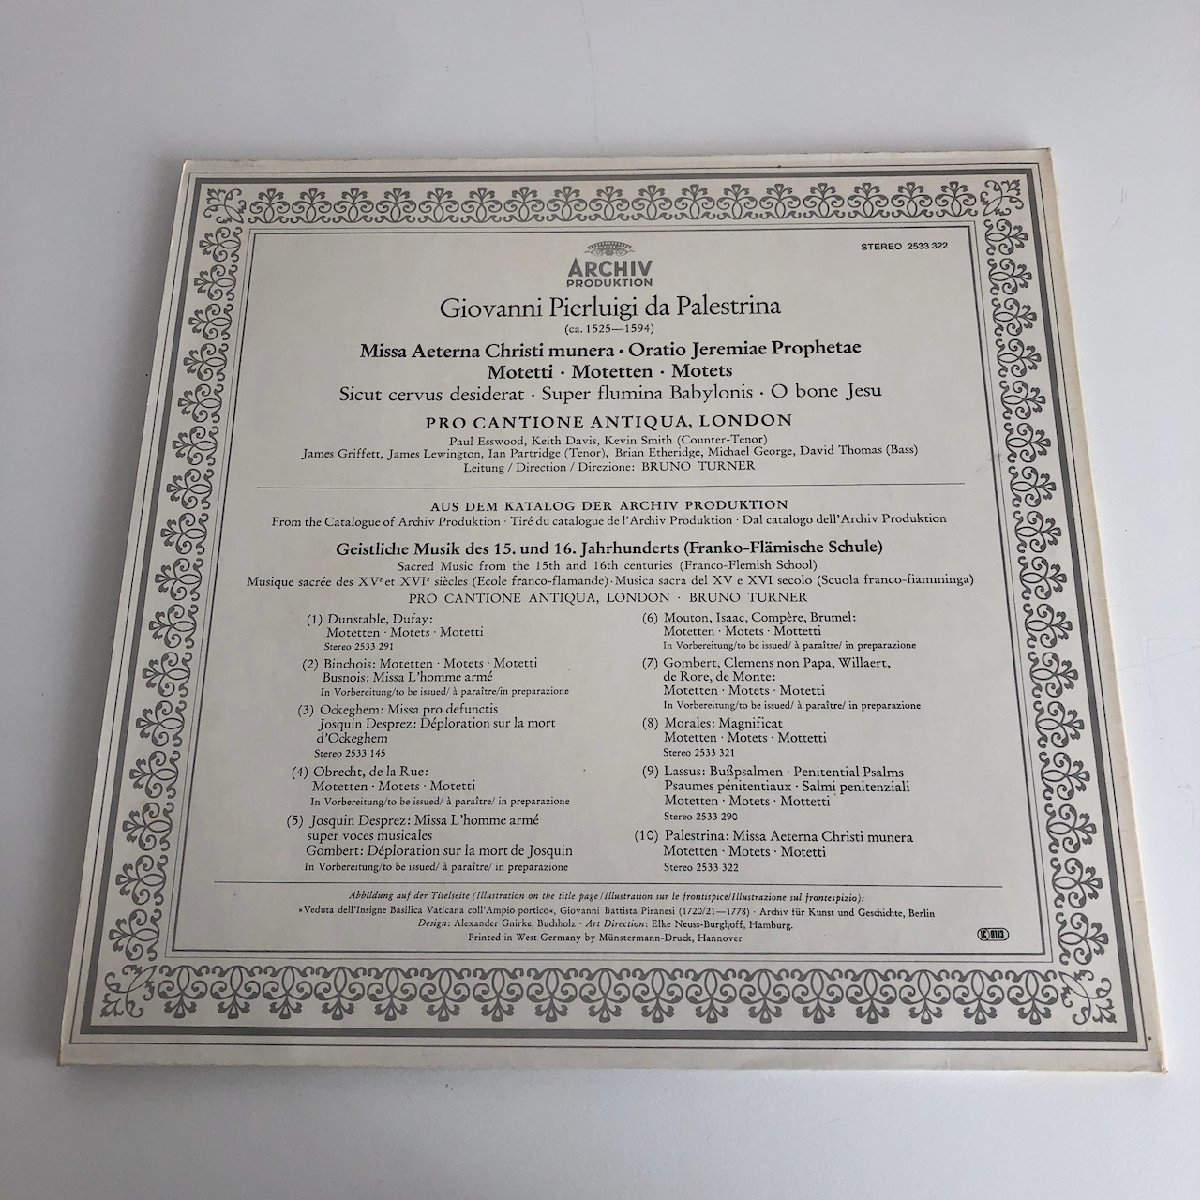 STEREO 2533 322
ARCHIV
PRODUKTION
Giovanni Pierluigi da Palestrina
(ca. 1525—1594)
Missa Aeterna Christi munera · Oratio Jeremiae Prophetae
Motetti · Motetten · Motets
Sicut cervus desiderat · Super flumina Babylonis · O bone Jesu
PRO CANTIONE ANTIQUA, LONDON
Paul Esswood, Keith Davis, Kevin Smith (Counter-Tenor)
James Griffett, James Lewington, Ian Partridge (Tenor), Brian Etheridge, Michael George, David Thomas (Bass)
Leitung / Direction / Direzione: BRUNO TURNER
AUS DEM KATALOG DER ARCHIV PRODUKTION
From the Catalogue of Archiv Produktion · Tiré du catalogue de l'Archiv Produktion · Dal catalogo dell'Archiv Produktion
Geistliche Musik des 15. und 16. Jahrhunderts (Franko-Flämische Schule)
Sacred Music from the 15th and 16th centuries (Franco-Flemish School)
Musique sacrée des XVe et XVIe siècles (Ecole franco-flamande) · Musica sacra del XV e XVI secolo (Scuola franco-fiamminga)
PRO CANTIONE ANTIQUA, LONDON · BRUNO TURNER
(1) Dunstable, Dufay:
Motetten · Motets · Motetti
Stereo 2533 291
(2) Binchois: Motetten · Motets · Motetti
Busnois: Missa L'homme armé
In Vorbereitung/to be issued/ à paraître/in preparazione
(3) Ockeghem: Missa pro defunctis
Josquin Desprez: Déploration sur la mort
d'Ockeghem
Stereo 2533 145
(4) Obrecht, de la Rue:
Motetten · Motets · Motetti
In Vorbereitung/to be issued/ à paraître/ in preparazione
(5) Josquin Desprez: Missa L'homme armé
super voces musicales
Gombert: Déploration sur la mort de Josquin
In Vorbereitung/to be issued/ à paraître/ in preparazione
(6) Mouton, Isaac, Compère, Brumel:
Motetten · Motets · Mottetti
In Vorbereitung/to be issued/ à paraître/ in preparazione
(7) Gombert, Clemens non Papa, Willaert,
de Rore, de Monte:
Motetten · Motets · Motetti
In Vorbereitung/to be issued/ à paraître/ in preparazione
(8) Morales: Magnificat
Motetten · Motets · Mottetti
Stereo 2533 321
(9) Lassus: Bußpsalmen · Penitential Psalms
Psaumes pénitentiaux · Salmi penitenziali
Motetten · Motets · Mottetti
Stereo 2533 290
(10) Palestrina: Missa Aeterna Christi munera
Motetten · Motets · Motetti
Stereo 2533 322
Abbildung auf der Titelseite (Illustration on the title page / Illustration sur le frontispice / Illustrazione sul frontespizio):
»Veduta dell'Insigne Basilica Vaticana coll'Ampio portico«, Giovanni Battista Piranesi (1720/21—1778) · Archiv für Kunst und Geschichte, Berlin
Design: Alexander Gnirke, Buchholz · Art Direction: Elke Neuss-Burghoff, Hamburg.
Printed in West Germany by Münstermann-Druck, Hannover